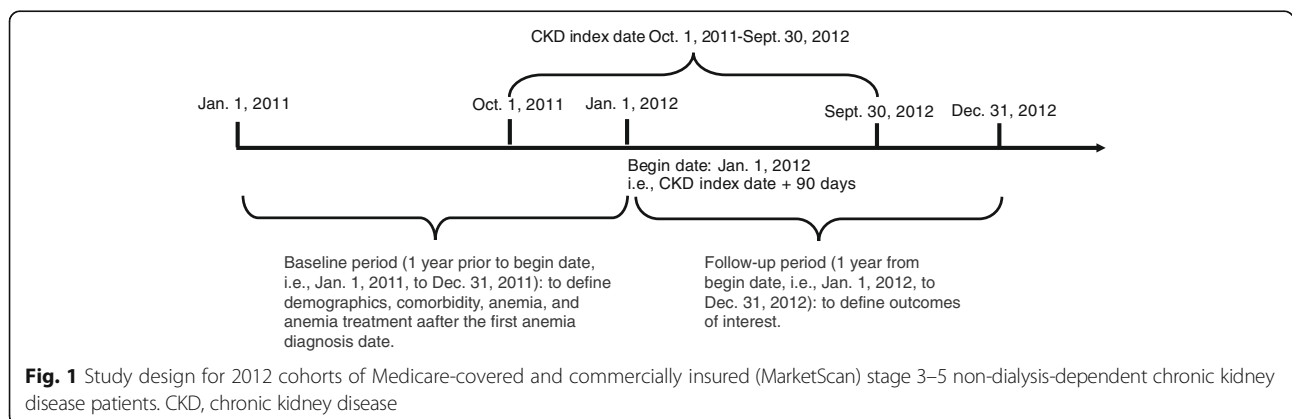 CKD index date Oct. 1, 2011-Sept. 30, 2012
Jan. 1, 2011
Oct. 1, 2011
Jan. 1, 2012
Sept. 30, 2012
Dec. 31, 2012
Begin date: Jan. 1, 2012
i.e., CKD index date + 90 days
Baseline period (1 year prior to begin date,
i.e., Jan. 1, 2011, to Dec. 31, 2011): to define
demographics, comorbidity, anemia, and
anemia treatment aafter the first anemia
diagnosis date.
Follow-up period (1 year from
begin date, i.e., Jan. 1, 2012, to
Dec. 31, 2012): to define outcomes
of interest.
Fig. 1 Study design for 2012 cohorts of Medicare-covered and commercially insured (MarketScan) stage 3–5 non-dialysis-dependent chronic kidney
disease patients. CKD, chronic kidney disease